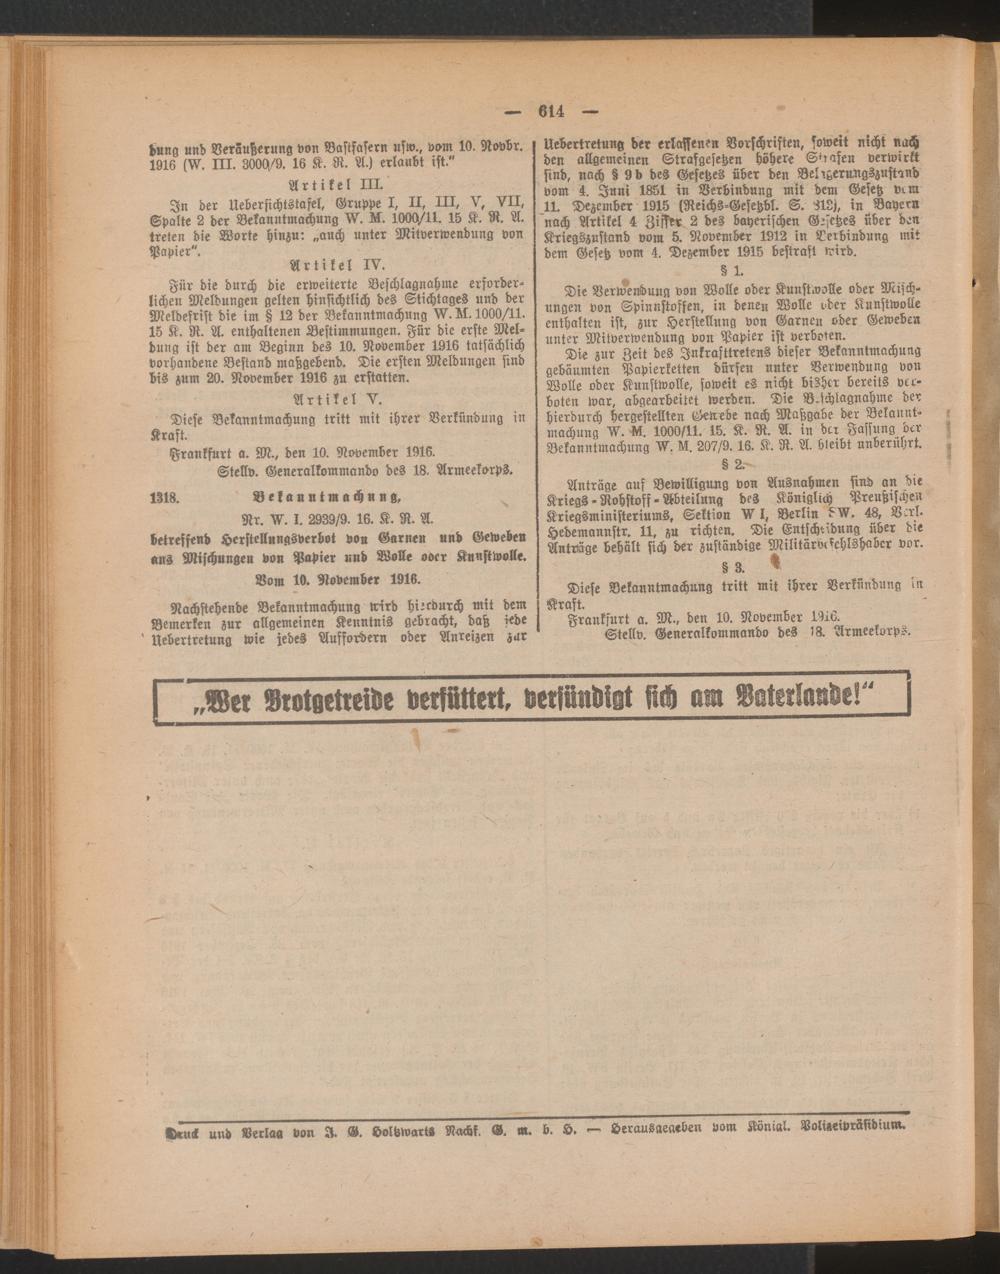 — 614 —
dung und Veräußerung von Bastfasern usw., vom 10. Novbr.
1916 (W. III. 3000/9. 16 K. R. A.) erlaubt ist."
Artikel III.
In der Uebersichtstafel, Gruppe I, II, III, V, VII,
Spalte 2 der Bekanntmachung W. M. 1000/11. 15 K. R. A.
treten die Worte hinzu: „auch unter Mitverwendung von
Papier“.
Artikel IV.
Für die durch die erweiterte Beschlagnahme erforder-
lichen Meldungen gelten hinsichtlich des Stichtages und der
Meldefrist die im § 12 der Bekanntmachung W. M. 1000/11.
15 K. R. A. enthaltenen Bestimmungen. Für die erste Mel-
dung ist der am Beginn des 10. November 1916 tatsächlich
vorhandene Bestand maßgebend. Die ersten Meldungen sind
bis zum 20. November 1916 zu erstatten.
Artikel V.
Diese Bekanntmachung tritt mit ihrer Verkündung in
Kraft.
Frankfurt a. M., den 10. November 1916.
Stellv. Generalkommando des 18. Armeekorps.
1318. Bekanntmachung,
Nr. W. I. 2939/9. 16. K. R. A.
betreffend Herstellungsverbot von Garnen und Geweben
aus Mischungen von Papier und Wolle oder Kunstwolle.
Vom 10. November 1916.
Nachstehende Bekanntmachung wird hierdurch mit dem
Bemerken zur allgemeinen Kenntnis gebracht, daß jede
Uebertretung wie jedes Auffordern oder Anreizen zur
Uebertretung der erlassenen Vorschriften, soweit nicht nach
den allgemeinen Strafgesetzen höhere Strafen verwirkt
sind, nach § 9 b des Gesetzes über den Belagerungszustand
vom 4. Juni 1851 in Verbindung mit dem Gesetz vom
11. Dezember 1915 (Reichs-Gesetzbl. S. 813), in Bayern
nach Artikel 4 Ziffer 2 des bayerischen Gesetzes über den
Kriegszustand vom 5. November 1912 in Verbindung mit
dem Gesetz vom 4. Dezember 1915 bestraft wird.
§ 1.
Die Verwendung von Wolle oder Kunstwolle oder Misch-
ungen von Spinnstoffen, in denen Wolle oder Kunstwolle
enthalten ist, zur Herstellung von Garnen oder Geweben
unter Mitverwendung von Papier ist verboten.
Die zur Zeit des Inkrafttretens dieser Bekanntmachung
gebäumten Papierketten dürfen unter Verwendung von
Wolle oder Kunstwolle, soweit es nicht bisher bereits ver-
boten war, abgearbeitet werden. Die Beschlagnahme der
hierdurch hergestellten Gewebe nach Maßgabe der Bekannt-
machung W. M. 1000/11. 15. K. R. A. in der Fassung der
Bekanntmachung W. M. 207/9. 16. K. R. A. bleibt unberührt.
§ 2.
Anträge auf Bewilligung von Ausnahmen sind an die
Kriegs-Rohstoff-Abteilung des Königlich Preußischen
Kriegsministeriums, Sektion W I, Berlin SW. 48, Verl.
Hedemannstr. 11, zu richten. Die Entscheidung über die
Anträge behält sich der zuständige Militärbefehlshaber vor.
§ 3.
Diese Bekanntmachung tritt mit ihrer Verkündung in
Kraft.
Frankfurt a. M., den 10. November 1916.
Stellv. Generalkommando des 18. Armeekorps.
„Wer Brotgetreide verfüttert, versündigt sich am Vaterlande!“
Druck und Verlag von J. G. Holtzwarts Nachf. G. m. b. H. — Herausgegeben vom Königl. Polizeipräsidium.